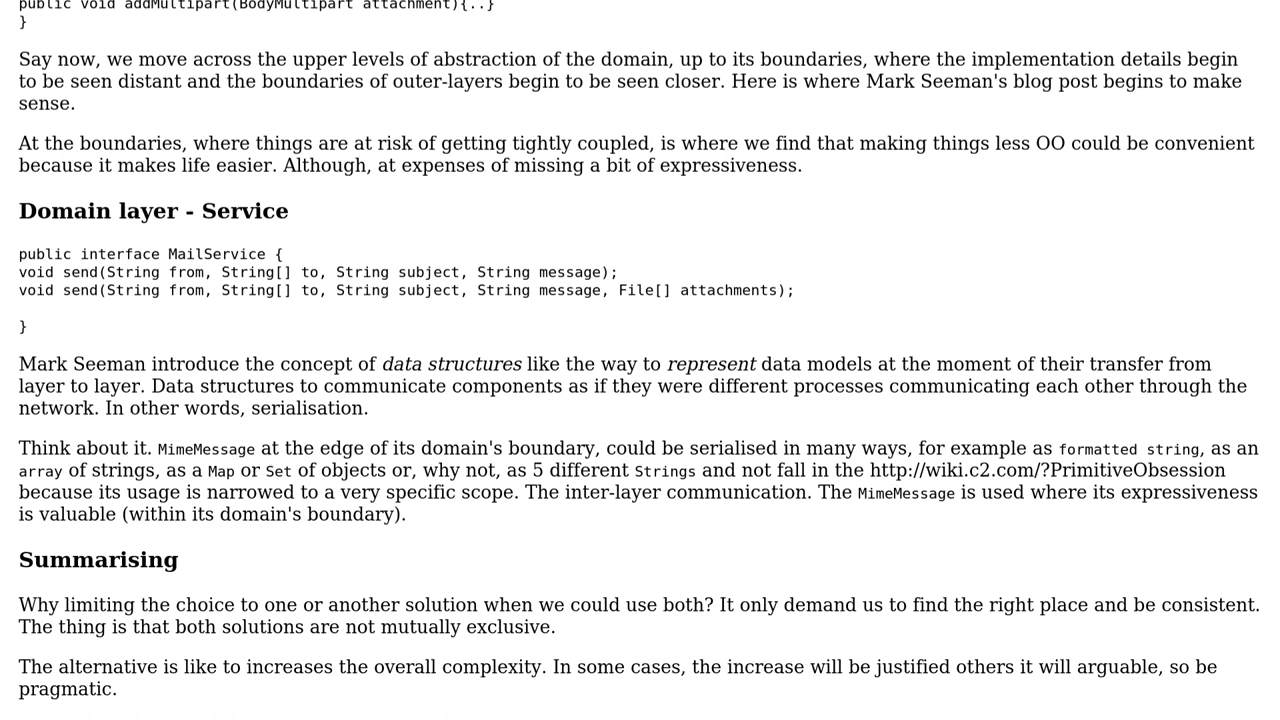 public void addMultipart(BodyMultipart attachment){..}
}
Say now, we move across the upper levels of abstraction of the domain, up to its boundaries, where the implementation details begin
to be seen distant and the boundaries of outer-layers begin to be seen closer. Here is where Mark Seeman's blog post begins to make
sense.
At the boundaries, where things are at risk of getting tightly coupled, is where we find that making things less OO could be convenient
because it makes life easier. Although, at expenses of missing a bit of expressiveness.
Domain layer - Service
public interface MailService {
void send(String from, String[] to, String subject, String message);
void send(String from, String[] to, String subject, String message, File[] attachments);
}
Mark Seeman introduce the concept of data structures like the way to represent data models at the moment of their transfer from
layer to layer. Data structures to communicate components as if they were different processes communicating each other through the
network. In other words, serialisation.
Think about it. MimeMessage at the edge of its domain's boundary, could be serialised in many ways, for example as formatted string, as an
array of strings, as a Map or Set of objects or, why not, as 5 different Strings and not fall in the http://wiki.c2.com/?PrimitiveObsession
because its usage is narrowed to a very specific scope. The inter-layer communication. The MimeMessage is used where its expressiveness
is valuable (within its domain's boundary).
Summarising
Why limiting the choice to one or another solution when we could use both? It only demand us to find the right place and be consistent.
The thing is that both solutions are not mutually exclusive.
The alternative is like to increases the overall complexity. In some cases, the increase will be justified others it will arguable, so be
pragmatic.